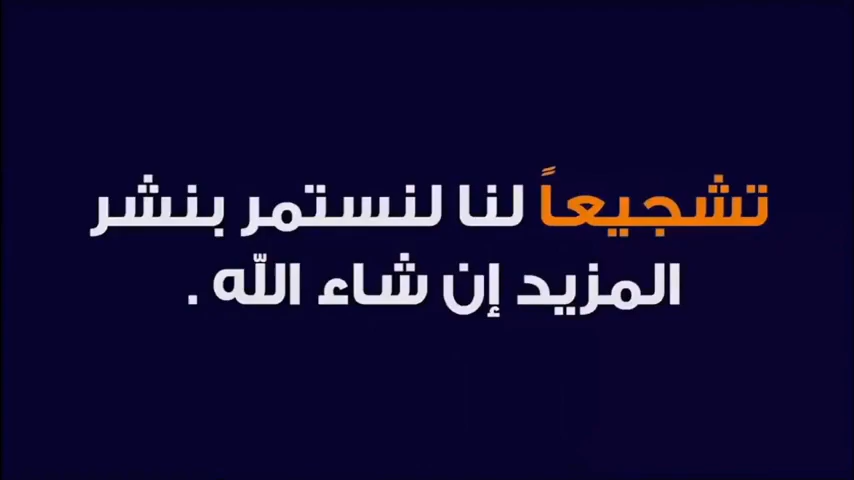 تشجيعاً لنا لنستمر بنشر
المزيد إن شاء الله .